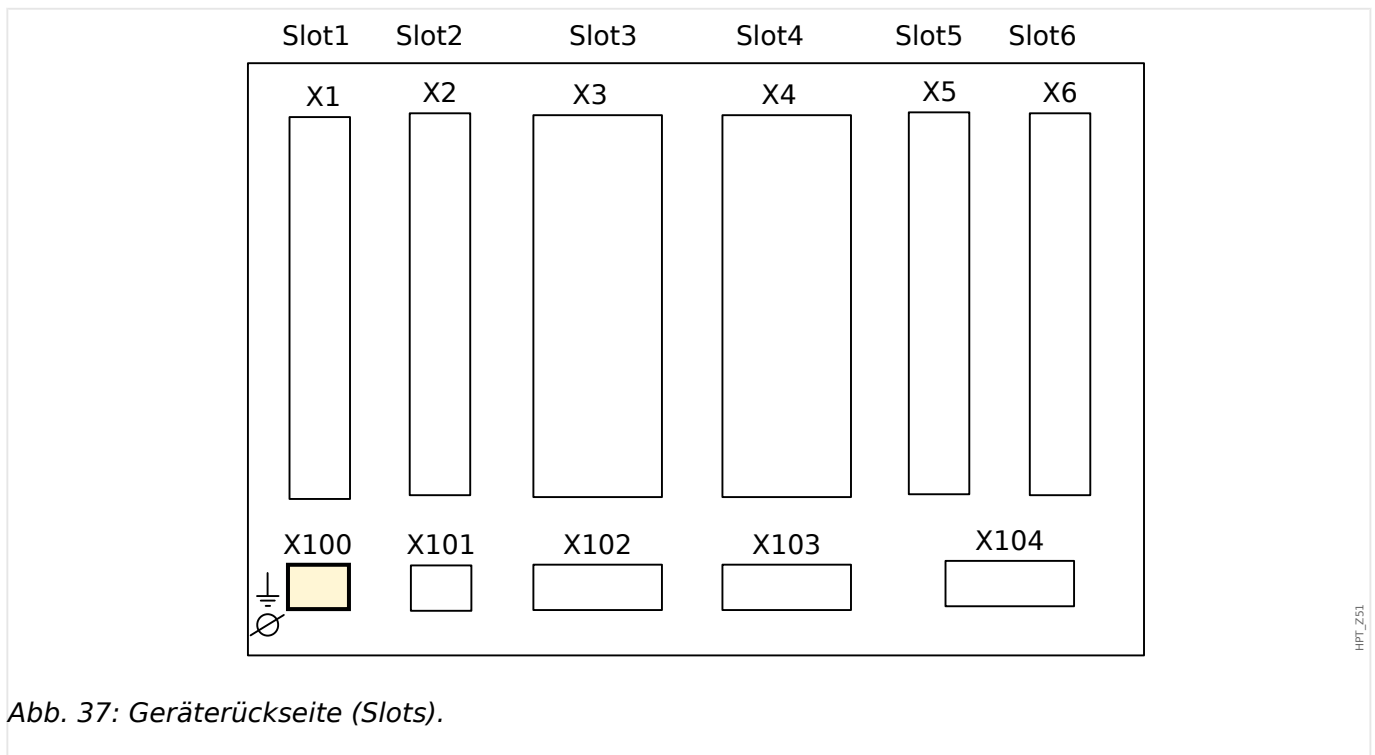 Slot1 Slot2 Slot3 Slot4 Slot5 Slot6
X1 X2 X3 X4 X5 X6
X100 X101 X102 X103 X104
HPT_Z51
Abb. 37: Geräterückseite (Slots).